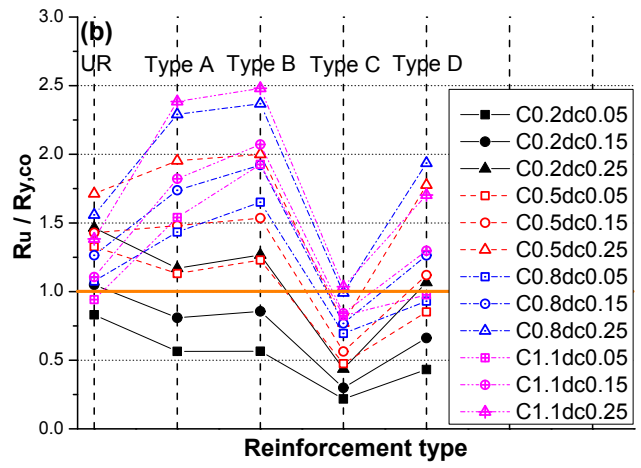 (b)
UR Type A Type B Type C Type D
3.0
2.5
2.0
1.5
1.0
0.5
0.0
Ru / Ry,co
Reinforcement type
C0.2dc0.05
C0.2dc0.15
C0.2dc0.25
C0.5dc0.05
C0.5dc0.15
C0.5dc0.25
C0.8dc0.05
C0.8dc0.15
C0.8dc0.25
C1.1dc0.05
C1.1dc0.15
C1.1dc0.25